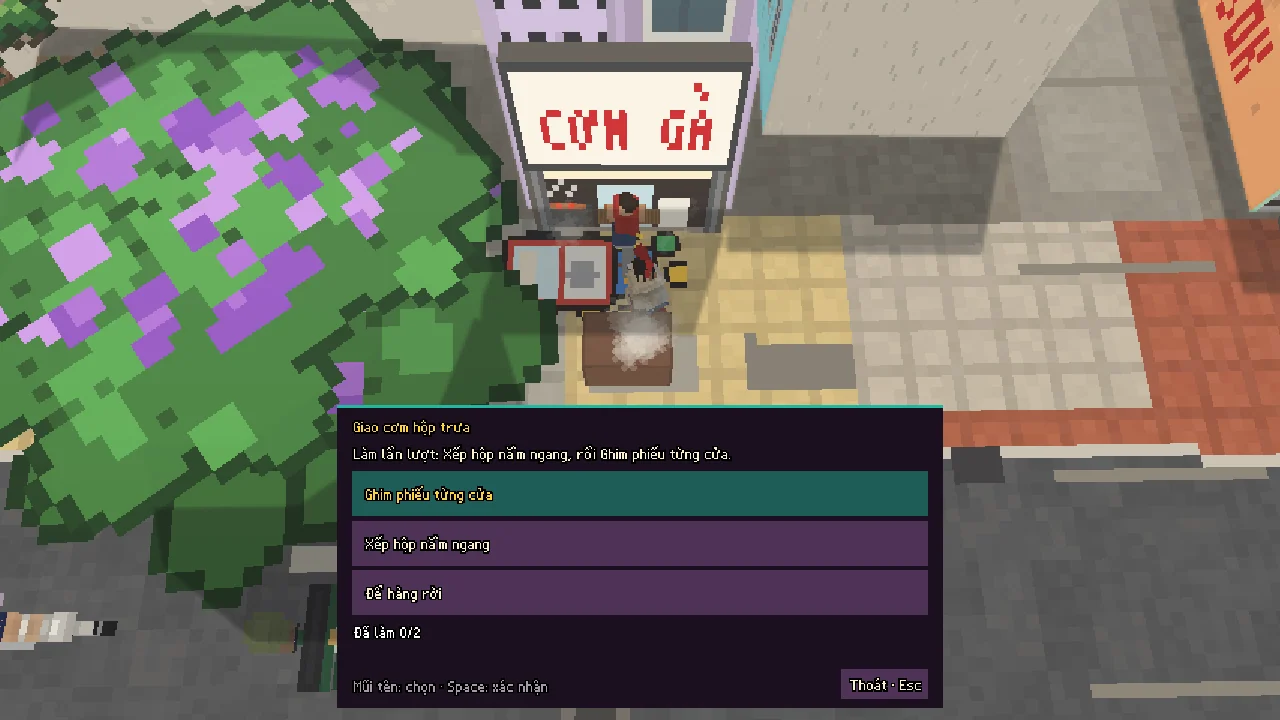 CƠM GÀ
Giao cơm hộp trưa
Làm lần lượt: Xếp hộp nằm ngang, rồi Ghim phiếu từng cửa.
Ghim phiếu từng cửa
Xếp hộp nằm ngang
Để hàng rời
Đã làm 0/2
Mũi tên: chọn · Space: xác nhận
Thoát · Esc